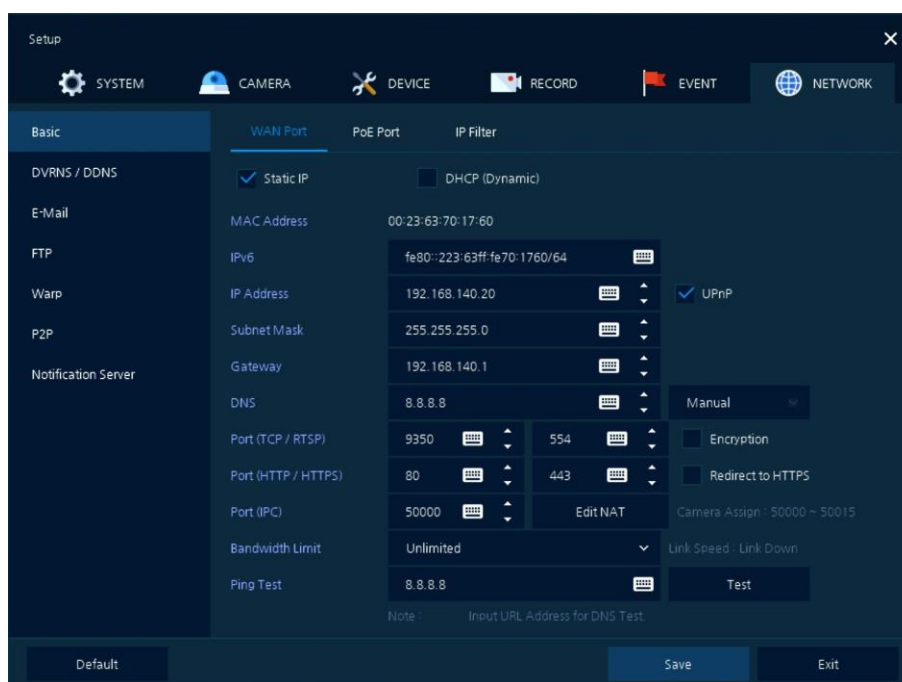 Setup
SYSTEM CAMERA DEVICE RECORD EVENT NETWORK
Basic WAN Port PoE Port IP Filter
DVRNS / DDNS Static IP DHCP (Dynamic)
E-Mail MAC Address 00:23:63:70:17:60
FTP IPv6 fe80::223:63ff:fe70:1760/64
Warp IP Address 192.168.140.20 UPnP
P2P Subnet Mask 255.255.255.0
Notification Server Gateway 192.168.140.1
DNS 8.8.8.8 Manual
Port (TCP / RTSP) 9350 554 Encryption
Port (HTTP / HTTPS) 80 443 Redirect to HTTPS
Port (IPC) 50000 Edit NAT Camera Assign : 50000 ~ 50015
Bandwidth Limit Unlimited Link Speed : Link Down
Ping Test 8.8.8.8 Test
Note : Input URL Address for DNS Test.
Default Save Exit